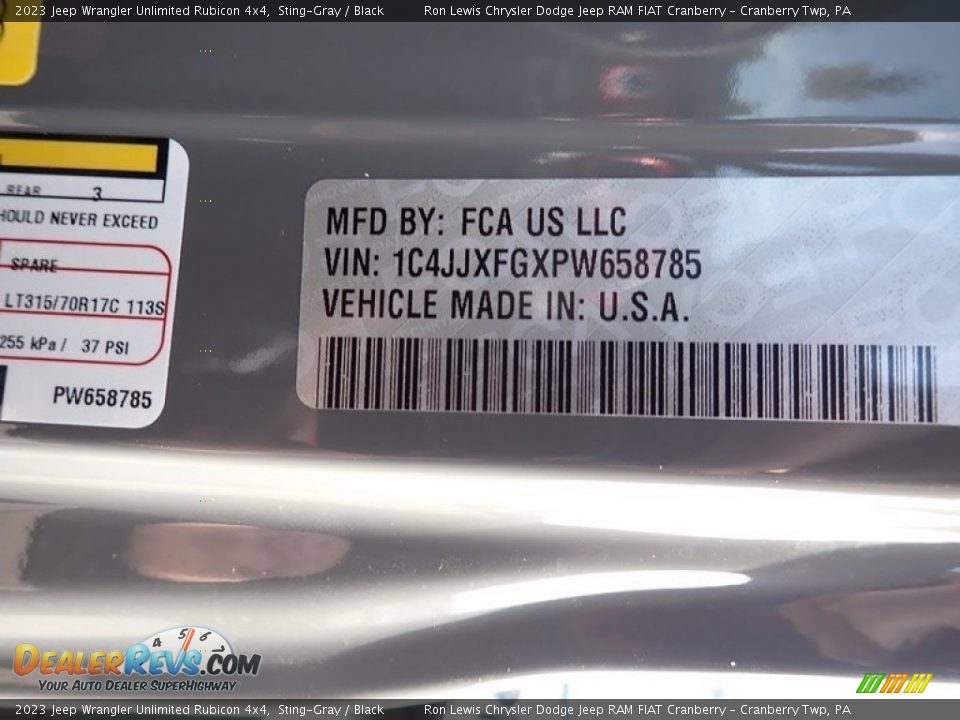 2023 Jeep Wrangler Unlimited Rubicon 4x4, Sting-Gray / Black Ron Lewis Chrysler Dodge Jeep RAM FIAT Cranberry - Cranberry Twp, PA
REAR 3
HOULD NEVER EXCEED
SPARE
LT315/70R17C 113S
255 kPa / 37 PSI
PW658785
MFD BY: FCA US LLC
VIN: 1C4JJXFGXPW658785
VEHICLE MADE IN: U.S.A.
4 5 6
DealerRevs.com
Your Auto Dealer SuperHighway
2023 Jeep Wrangler Unlimited Rubicon 4x4, Sting-Gray / Black Ron Lewis Chrysler Dodge Jeep RAM FIAT Cranberry - Cranberry Twp, PA